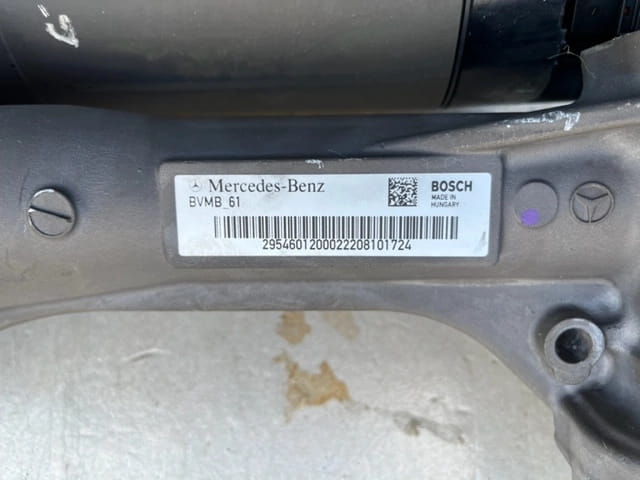 Mercedes-Benz
BVMB_61
BOSCH
MADE IN
HUNGARY
2954601200022208101724